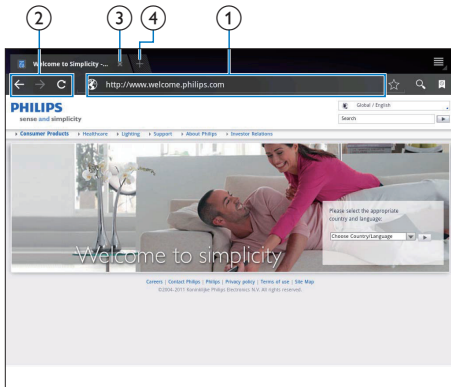 2
3
4
1
Welcome to Simplicity -...
http://www.welcome.philips.com
PHILIPS
sense and simplicity
Global / English
Search
Consumer Products
Healthcare
Lighting
Support
About Philips
Investor Relations
Please select the appropriate
country and language:
Choose Country/Language
Welcome to simplicity
Careers | Contact Philips | Philips | Privacy policy | Terms of use | Site Map
©2004-2011 Koninklijke Philips Electronics N.V. All rights reserved.